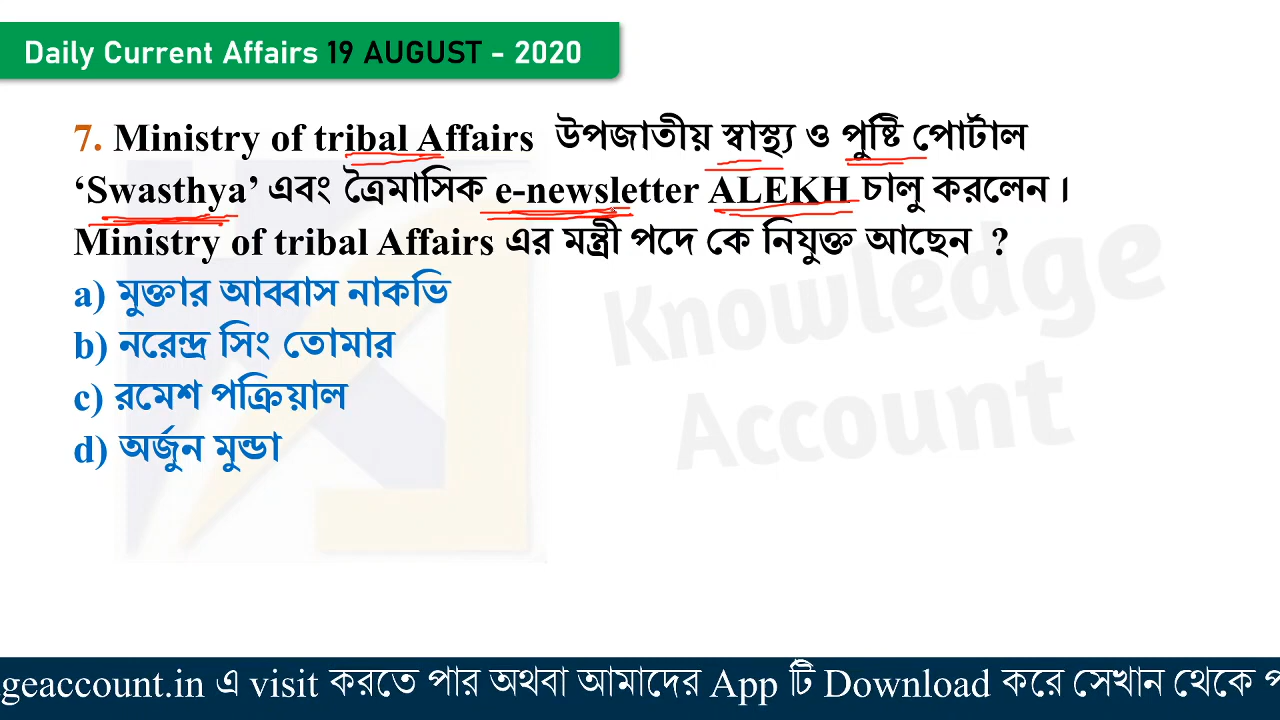 Daily Current Affairs 19 AUGUST - 2020
7. Ministry of tribal Affairs উপজাতীয় স্বাস্থ্য ও পুষ্টি পোর্টাল
‘Swasthya’ এবং ত্রৈমাসিক e-newsletter ALEKH চালু করলেন।
Ministry of tribal Affairs এর মন্ত্রী পদে কে নিযুক্ত আছেন ?
a) মুক্তার আব্বাস নাকভি
b) নরেন্দ্র সিং তোমার
c) রমেশ পক্রিয়াল
d) অর্জুন মুন্ডা
Knowledge
Account
geaccount.in এ visit করতে পার অথবা আমাদের App টি Download করে সেখান থেকে প